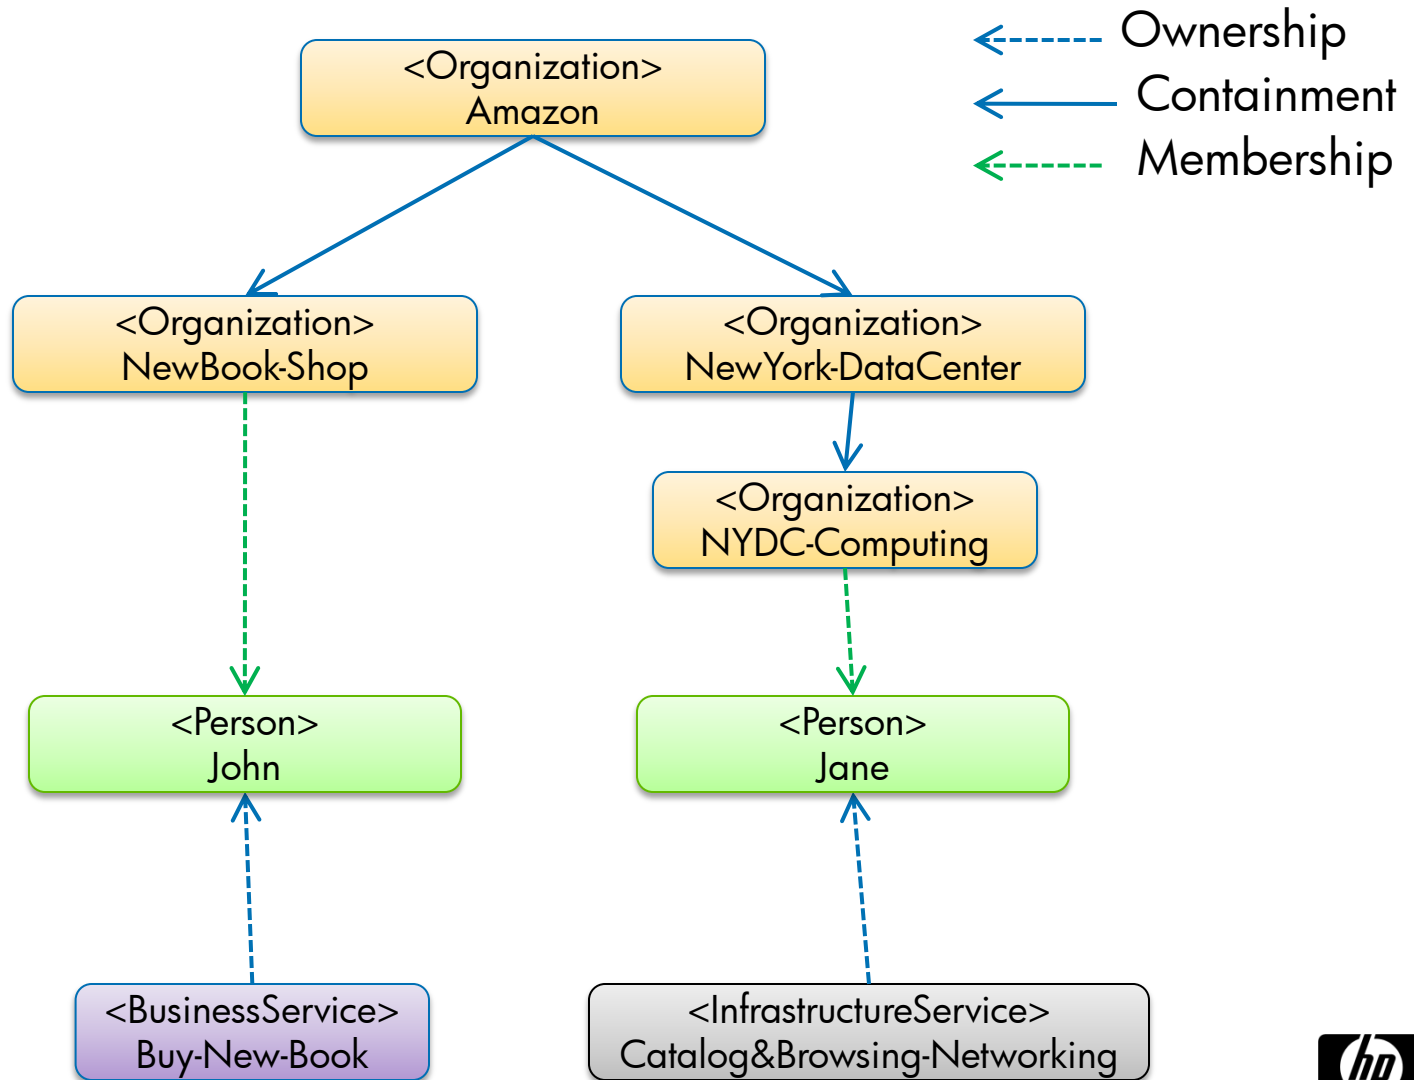 Ownership
Containment
Membership
<Organization>
Amazon
<Organization>
NewBook-Shop
<Organization>
NewYork-DataCenter
<Organization>
NYDC-Computing
<Person>
John
<Person>
Jane
<BusinessService>
Buy-New-Book
<InfrastructureService>
Catalog&Browsing-Networking
hp